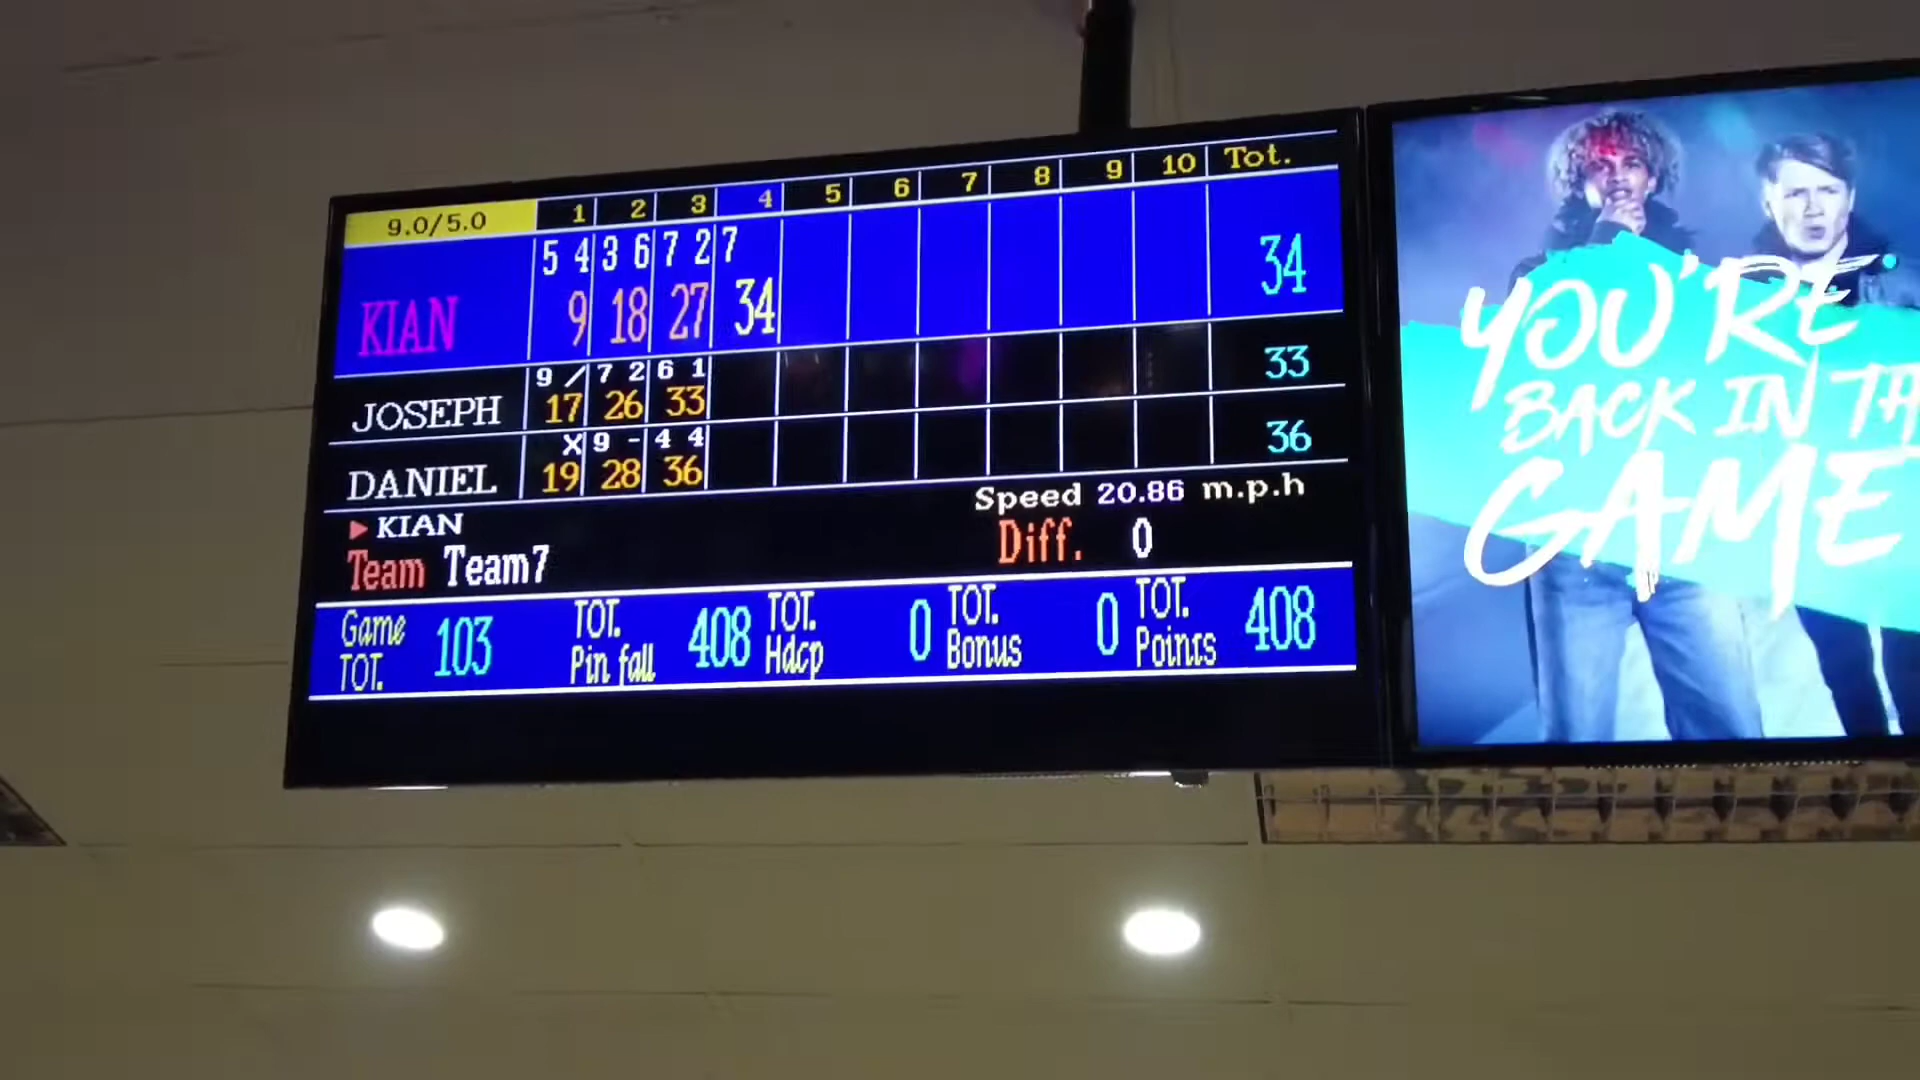 9.0/5.0 1 2 3 4 5 6 7 8 9 10 Tot.
5 4 3 6 7 2 7
KIAN 9 18 27 34 34
9 / 7 2 6 1
JOSEPH 17 26 33 33
X 9 - 4 4
DANIEL 19 28 36 36
KIAN Speed 20.86 m.p.h
Team Team7 Diff. 0
Game TOT. 103 TOT. Pin fall 408 TOT. Hdcp 0 TOT. Bonus 0 TOT. Points 408
YOU'RE
BACK IN TH
GAME